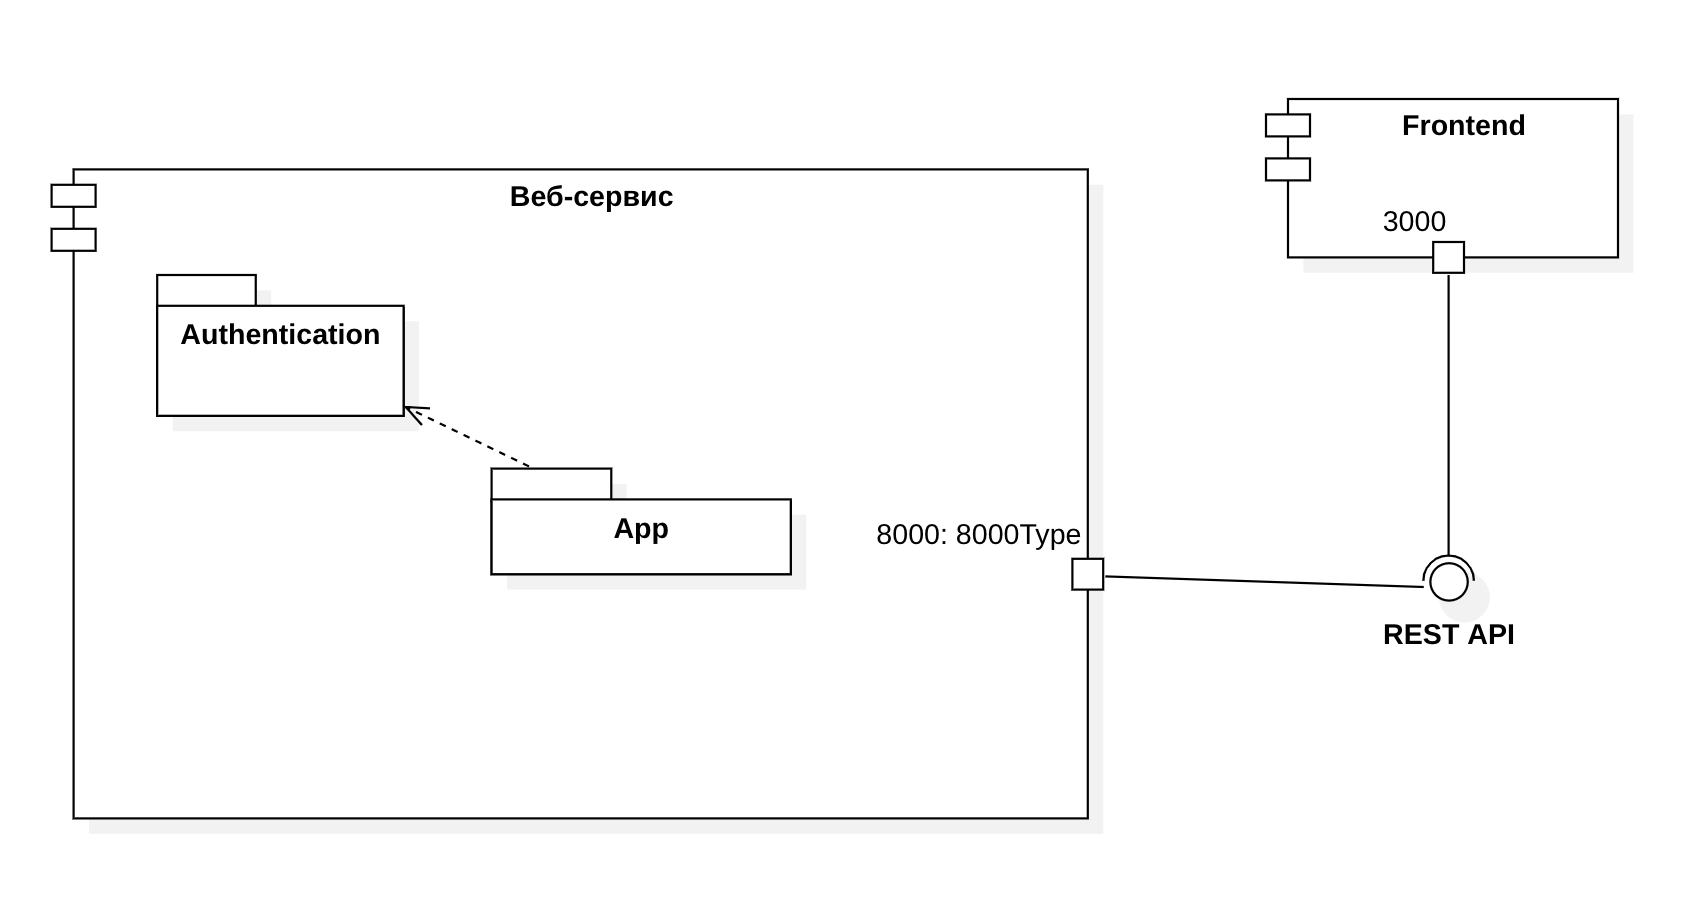 Frontend
3000
Веб-сервис
Authentication
App
8000: 8000Type
REST API